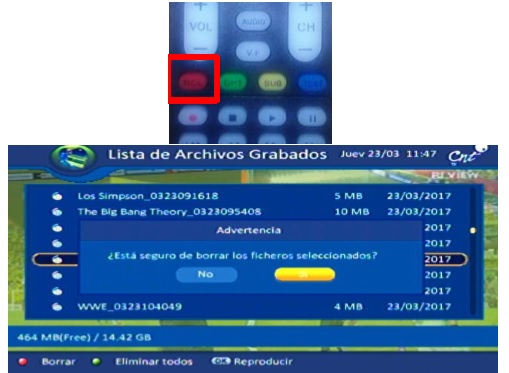 + +
VOL AUDIO CH
V.F
SUB
Lista de Archivos Grabados Juev 23/03 11:47 Cnt
Los Simpson_0323091618 5 MB 23/03/2017
The Big Bang Theory_0323095408 10 MB 23/03/2017
Advertencia 2017
2017
¿Está seguro de borrar los ficheros seleccionados? 2017
No 2017
2017
WWE_0323104049 4 MB 23/03/2017
464 MB(Free) / 14.42 GB
Borrar Eliminar todos OK Reproducir